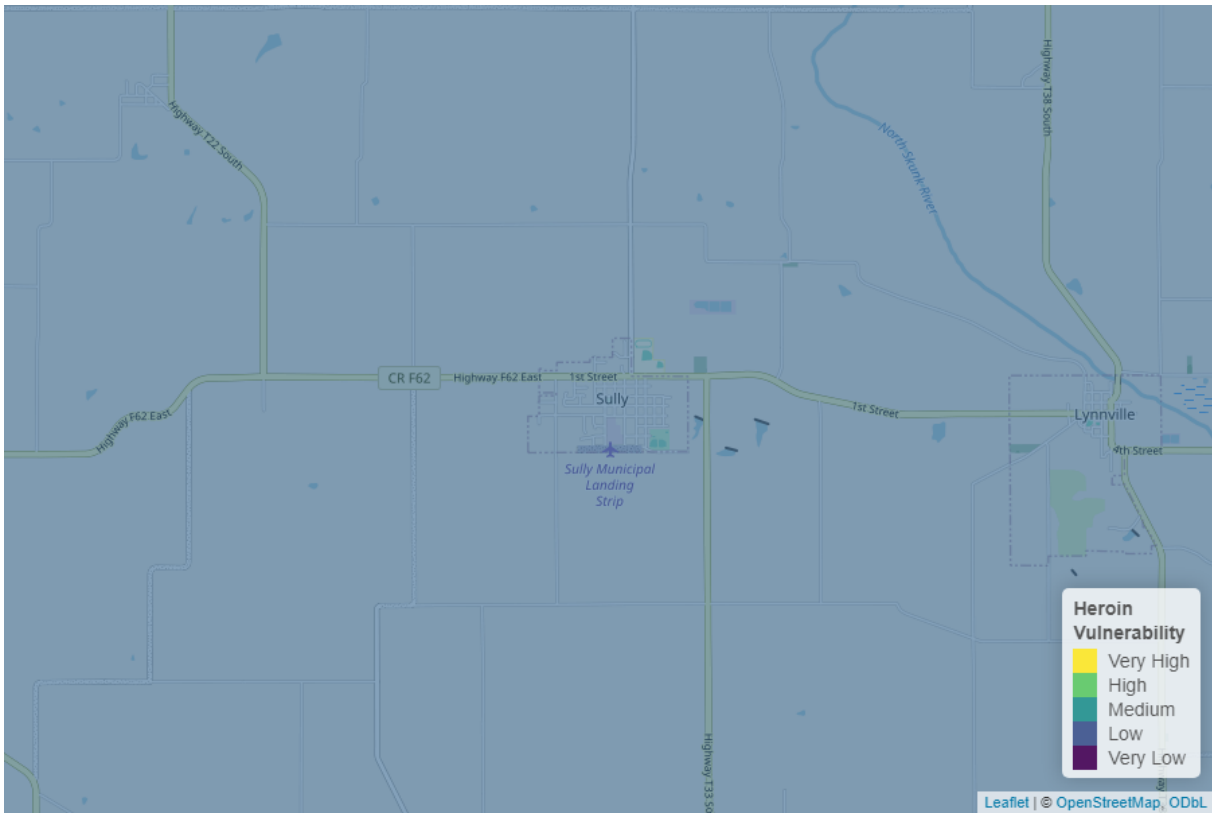 Highway T22 South
Highway T38 South
North Skunk River
CR F62
Highway F62 East
1st Street
Sully
Highway F62 East
1st Street
Lynnville
4th Street
Sully Municipal
Landing
Strip
Heroin
Vulnerability
Very High
High
Medium
Low
Very Low
Highway T33 So
Leaflet | © OpenStreetMap, ODbL